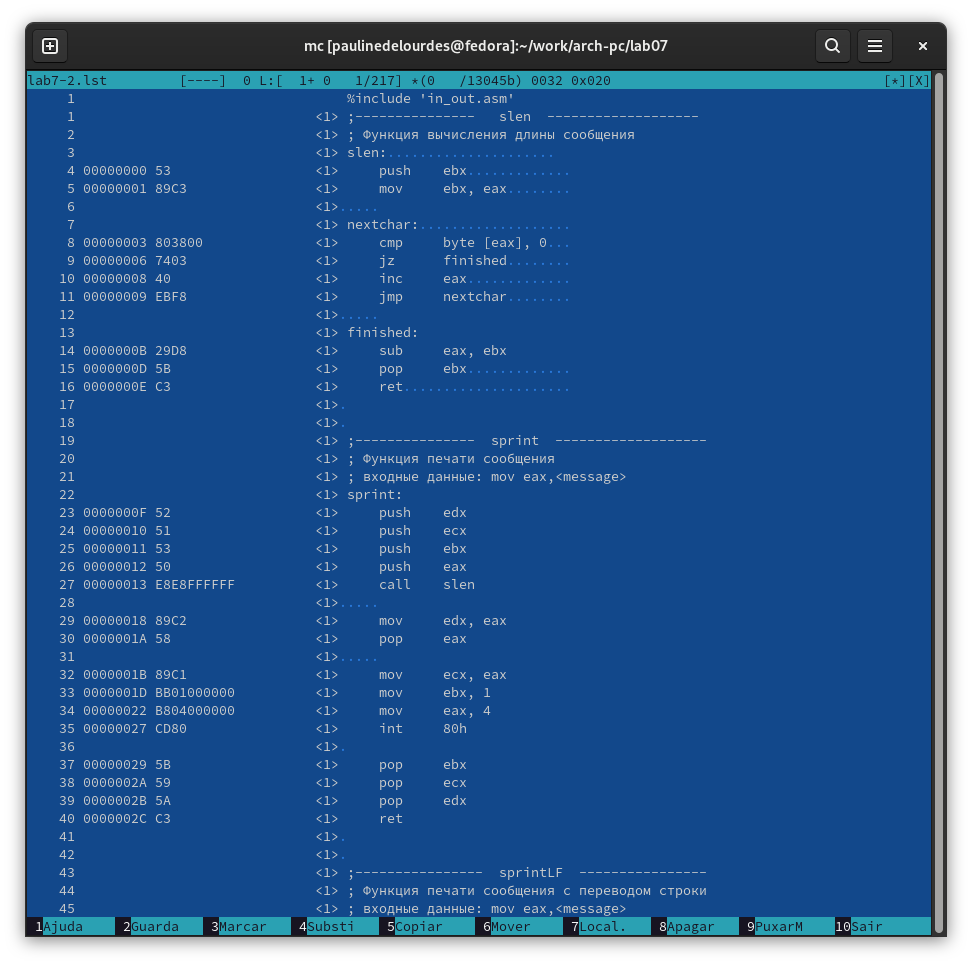 mc [paulinedelourdes@fedora]:~/work/arch-pc/lab07
lab7-2.lst [----] 0 L:[ 1+ 0 1/217] *(0 /13045b) 0032 0x020 [*][X]
1 %include 'in_out.asm'
1 <1> ;--------------- slen -------------------
2 <1> ; Функция вычисления длины сообщения
3 <1> slen:.....................
4 00000000 53 <1> push ebx.............
5 00000001 89C3 <1> mov ebx, eax........
6 <1>.....
7 <1> nextchar:...................
8 00000003 803800 <1> cmp byte [eax], 0...
9 00000006 7403 <1> jz finished........
10 00000008 40 <1> inc eax.............
11 00000009 EBF8 <1> jmp nextchar........
12 <1>.....
13 <1> finished:
14 0000000B 29D8 <1> sub eax, ebx
15 0000000D 5B <1> pop ebx.............
16 0000000E C3 <1> ret.....................
17 <1>.
18 <1>.
19 <1> ;--------------- sprint -------------------
20 <1> ; Функция печати сообщения
21 <1> ; входные данные: mov eax,<message>
22 <1> sprint:
23 0000000F 52 <1> push edx
24 00000010 51 <1> push ecx
25 00000011 53 <1> push ebx
26 00000012 50 <1> push eax
27 00000013 E8E8FFFFFF <1> call slen
28 <1>.....
29 00000018 89C2 <1> mov edx, eax
30 0000001A 58 <1> pop eax
31 <1>.....
32 0000001B 89C1 <1> mov ecx, eax
33 0000001D BB01000000 <1> mov ebx, 1
34 00000022 B804000000 <1> mov eax, 4
35 00000027 CD80 <1> int 80h
36 <1>.
37 00000029 5B <1> pop ebx
38 0000002A 59 <1> pop ecx
39 0000002B 5A <1> pop edx
40 0000002C C3 <1> ret
41 <1>.
42 <1>.
43 <1> ;---------------- sprintLF ----------------
44 <1> ; Функция печати сообщения с переводом строки
45 <1> ; входные данные: mov eax,<message>
1Ajuda 2Guarda 3Marcar 4Substi 5Copiar 6Mover 7Local. 8Apagar 9PuxarM 10Sair